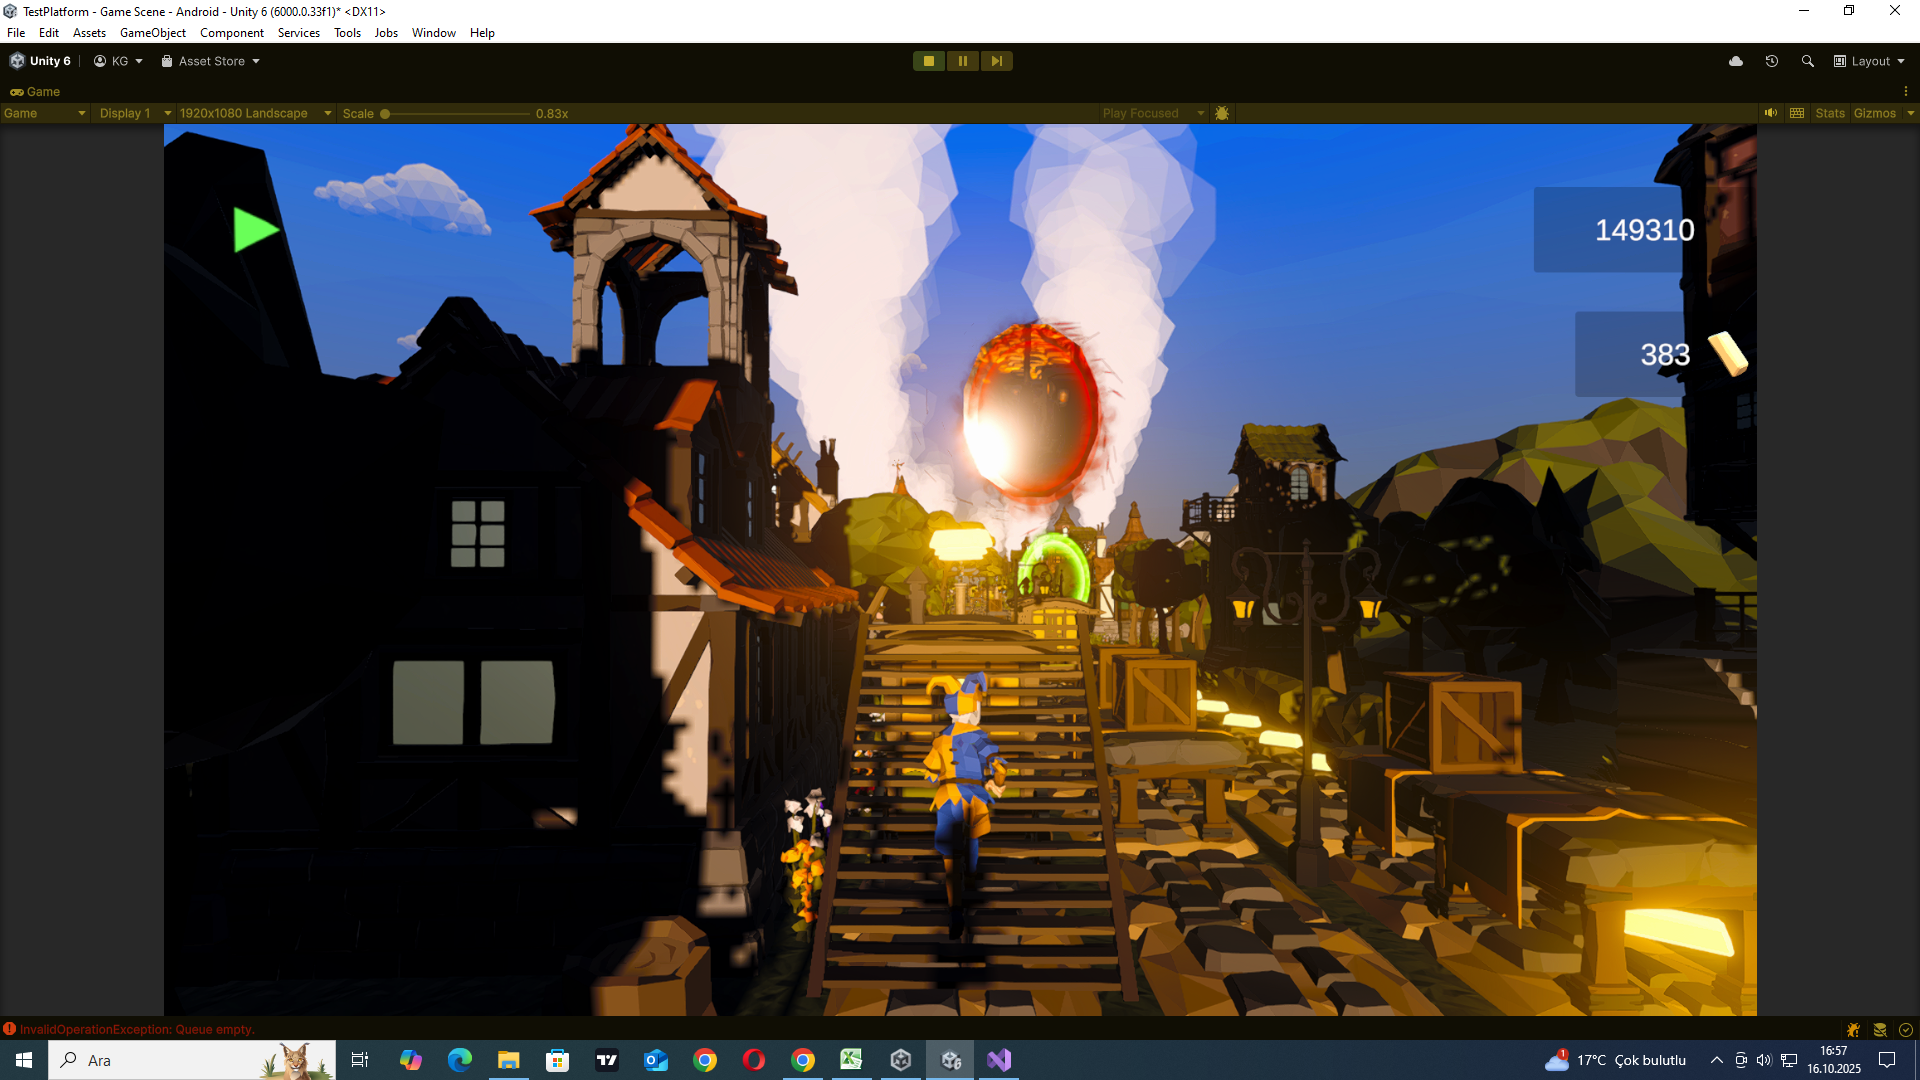 TestPlatform - Game Scene - Android - Unity 6 (6000.0.33f1)* <DX11>
File Edit Assets GameObject Component Services Tools Jobs Window Help
Unity 6 KG Asset Store Layout
Game
Game Display 1 1920x1080 Landscape Scale 0.83x Play Focused Stats Gizmos
149310
383
InvalidOperationException: Queue empty.
Ara 1 17°C Çok bulutlu 16:57
16.10.2025